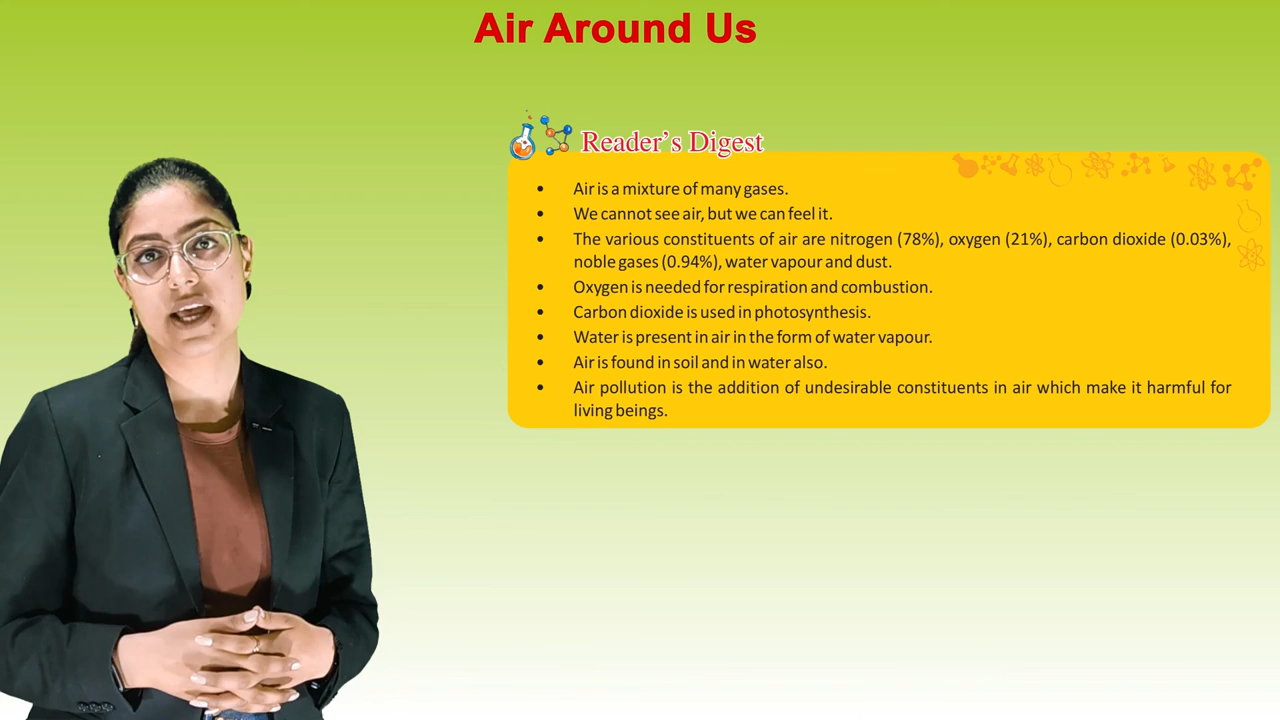 Air Around Us
Reader's Digest
• Air is a mixture of many gases.
• We cannot see air, but we can feel it.
• The various constituents of air are nitrogen (78%), oxygen (21%), carbon dioxide (0.03%),
noble gases (0.94%), water vapour and dust.
• Oxygen is needed for respiration and combustion.
• Carbon dioxide is used in photosynthesis.
• Water is present in air in the form of water vapour.
• Air is found in soil and in water also.
• Air pollution is the addition of undesirable constituents in air which make it harmful for
living beings.